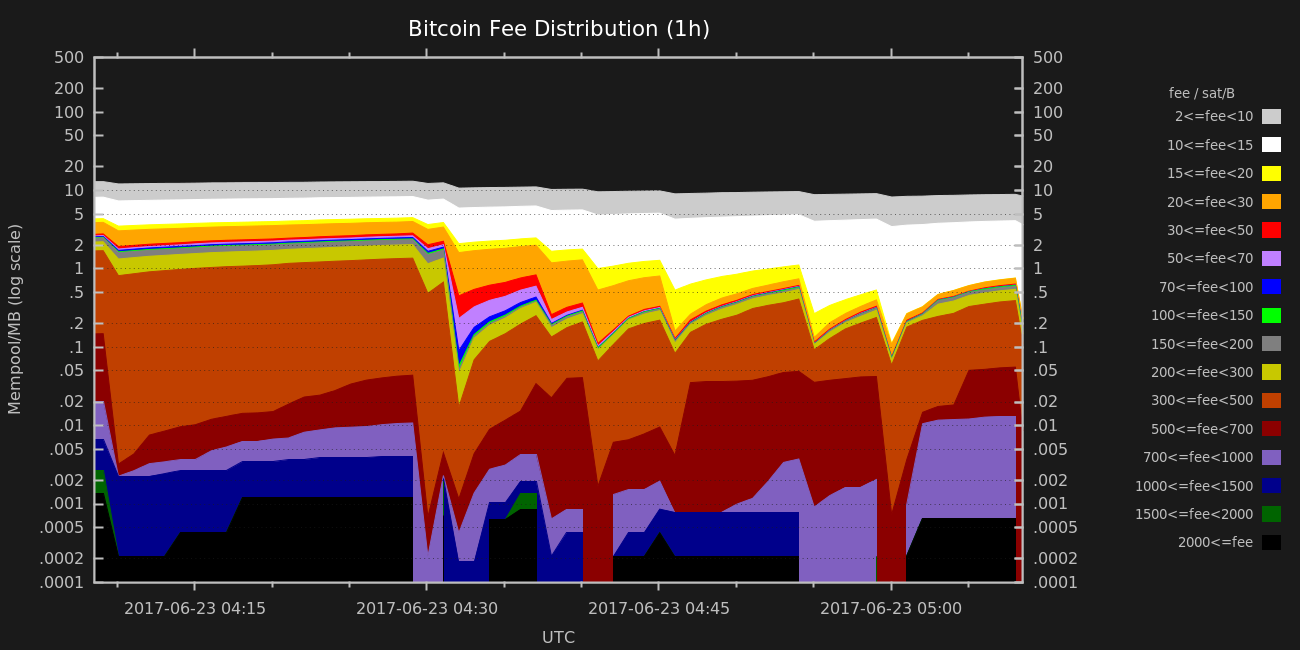 Bitcoin Fee Distribution (1h)
500
200
100
50
20
10
5
2
1
.5
.2
.1
.05
.02
.01
.005
.002
.001
.0005
.0002
.0001
Mempool/MB (log scale)
500
200
100
50
20
10
5
2
1
.5
.2
.1
.05
.02
.01
.005
.002
.001
.0005
.0002
.0001
2017-06-23 04:15
2017-06-23 04:30
2017-06-23 04:45
2017-06-23 05:00
UTC
fee / sat/B
2<=fee<10
10<=fee<15
15<=fee<20
20<=fee<30
30<=fee<50
50<=fee<70
70<=fee<100
100<=fee<150
150<=fee<200
200<=fee<300
300<=fee<500
500<=fee<700
700<=fee<1000
1000<=fee<1500
1500<=fee<2000
2000<=fee